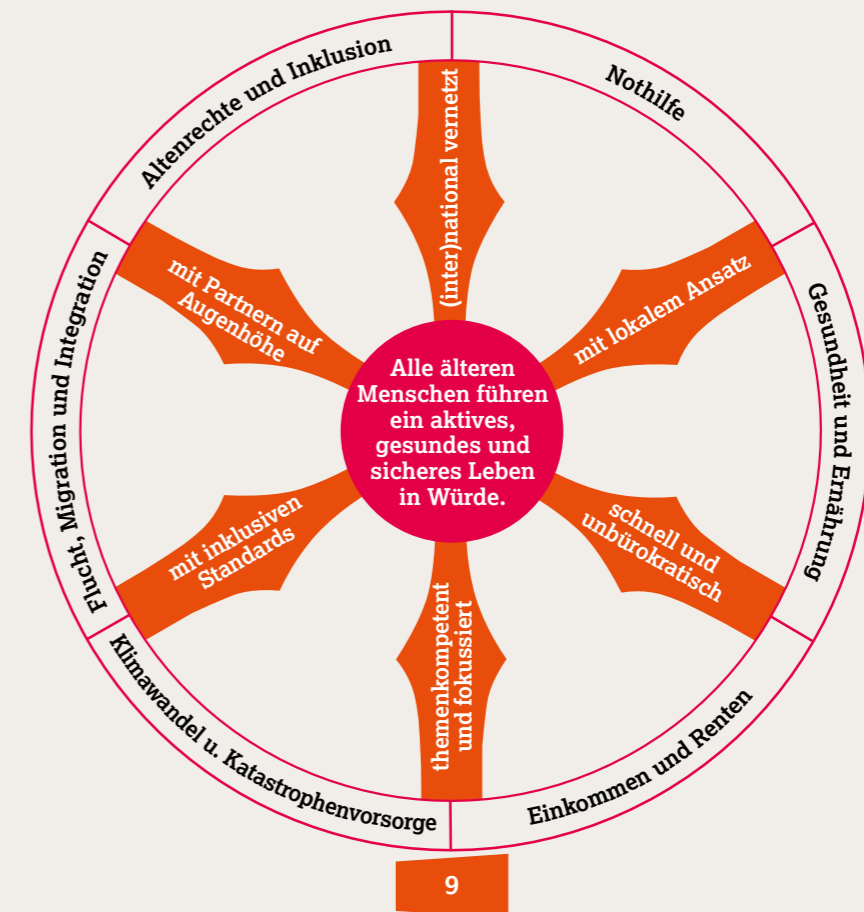 Altenrechte und Inklusion
Nothilfe
Gesundheit und Ernährung
Einkommen und Renten
Klimawandel u. Katastrophenvorsorge
Flucht, Migration und Integration
(inter)national vernetzt
mit lokalem Ansatz
schnell und
unbürokratisch
themenkompetent
und fokussiert
mit inklusiven
Standards
mit Partnern auf
Augenhöhe
Alle älteren
Menschen führen
ein aktives,
gesundes und
sicheres Leben
in Würde.
9